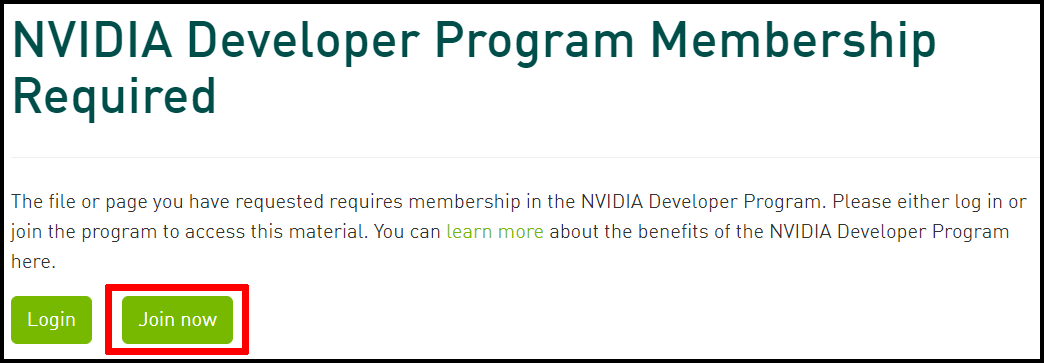 NVIDIA Developer Program Membership
Required
The file or page you have requested requires membership in the NVIDIA Developer Program. Please either log in or
join the program to access this material. You can learn more about the benefits of the NVIDIA Developer Program
here.
Login
Join now